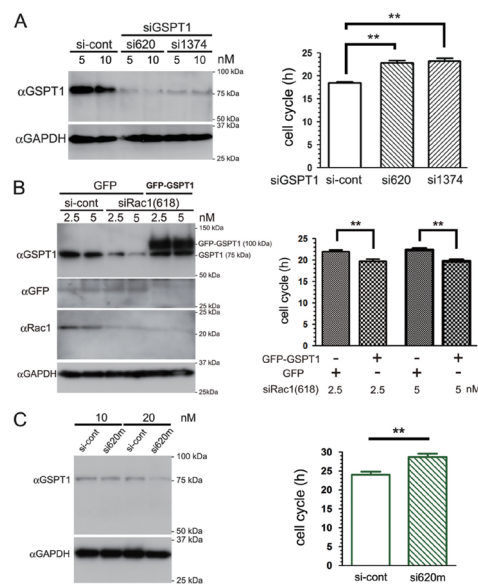 A
siGSPT1
si-cont si620 si1374
5 10 5 10 5 10 nM
100 kDa
αGSPT1
75 kDa
50 kDa
37 kDa
αGAPDH
25 kDa
cell cycle (h)
25
20
15
10
5
0
** **
siGSPT1 si-cont si620 si1374
B
GFP GFP-GSPT1
si-cont siRac1(618)
2.5 5 2.5 5 2.5 5 nM
150 kDa
GFP-GSPT1 (100 kDa)
αGSPT1
GSPT1 (75 kDa)
50 kDa
αGFP
25 kDa
25 kDa
αRac1
20 kDa
37 kDa
αGAPDH
25kDa
cell cycle (h)
25
20
15
10
5
0
** **
GFP-GSPT1 - + - +
GFP + - + -
siRac1(618) 2.5 2.5 5 5 nM
C
10 20 nM
si-cont si620m si-cont si620m
100 kDa
αGSPT1
75 kDa
50 kDa
37 kDa
αGAPDH
25 kDa
cell cycle (h)
30
25
20
15
10
5
0
**
si-cont si620m